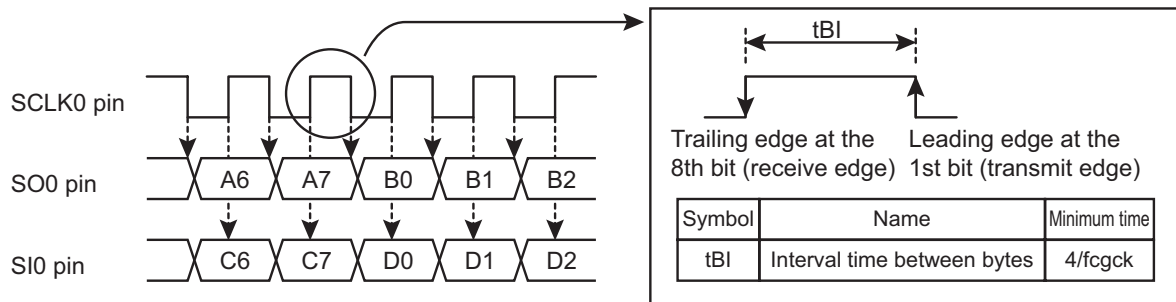 SCLK0 pin
SO0 pin
A6 A7 B0 B1 B2
SI0 pin
C6 C7 D0 D1 D2
tBI
Trailing edge at the
8th bit (receive edge)
Leading edge at the
1st bit (transmit edge)
Symbol Name Minimum time
tBI Interval time between bytes 4/fcgck